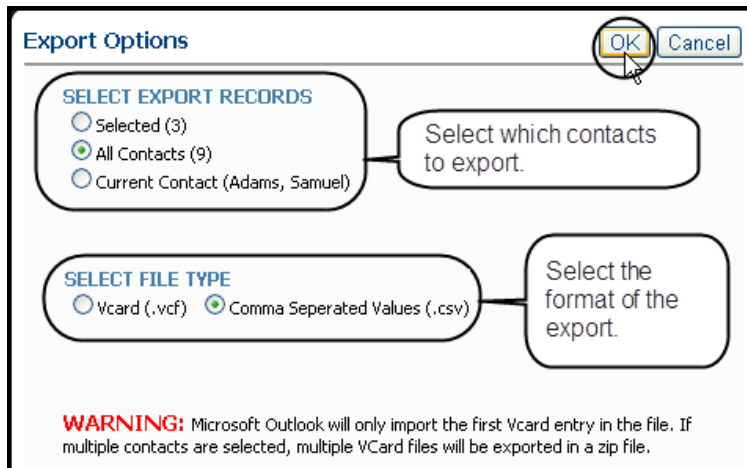 Export Options
OK
Cancel
SELECT EXPORT RECORDS
Selected (3)
All Contacts (9)
Current Contact (Adams, Samuel)
Select which contacts
to export.
SELECT FILE TYPE
Vcard (.vcf)
Comma Seperated Values (.csv)
Select the
format of the
export.
WARNING: Microsoft Outlook will only import the first Vcard entry in the file. If
multiple contacts are selected, multiple VCard files will be exported in a zip file.